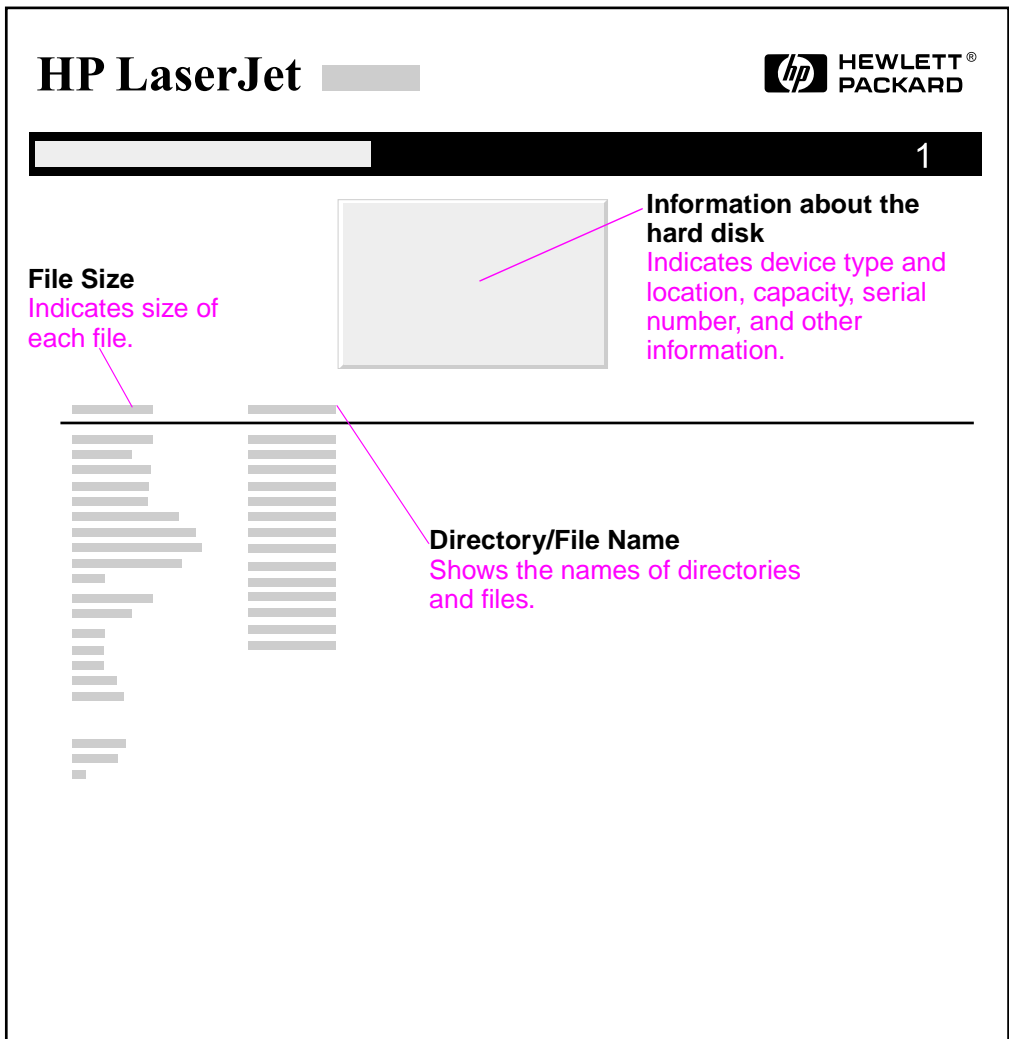 HP LaserJet
hp HEWLETT®
PACKARD
1
Information about the
hard disk
Indicates device type and
location, capacity, serial
number, and other
information.
File Size
Indicates size of
each file.
Directory/File Name
Shows the names of directories
and files.